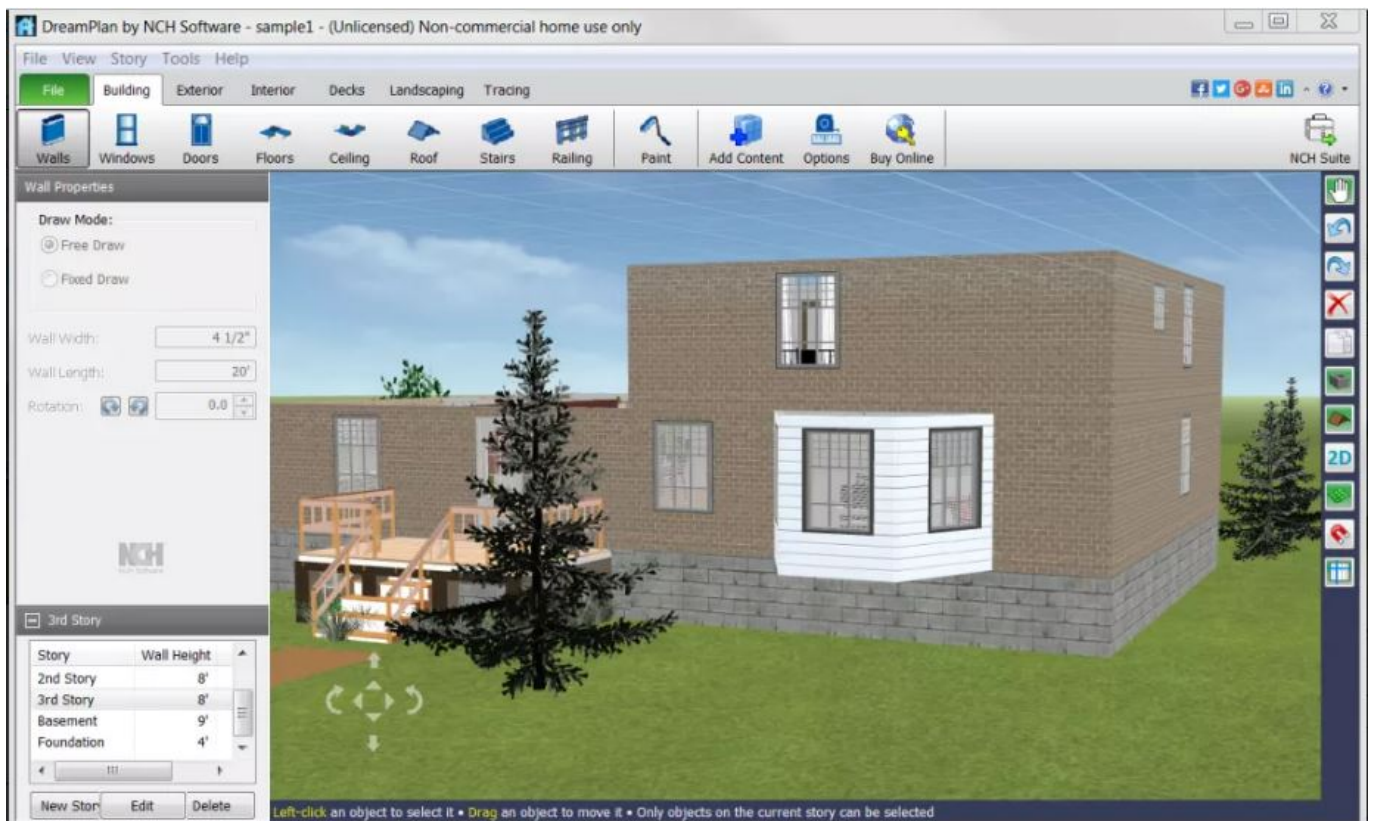 DreamPlan by NCH Software - sample1 - (Unlicensed) Non-commercial home use only
File View Story Tools Help
File Building Exterior Interior Decks Landscaping Tracing
Walls Windows Doors Floors Ceiling Roof Stairs Railing Paint Add Content Options Buy Online NCH Suite
Wall Properties
Draw Mode:
Free Draw
Fixed Draw
Wall Width: 4 1/2"
Wall Length: 20'
Rotation: 0.0
2D
NCH
3rd Story
Story Wall Height
2nd Story 8'
3rd Story 8'
Basement 9'
Foundation 4'
New Stor Edit Delete
Left-click an object to select it • Drag an object to move it • Only objects on the current story can be selected